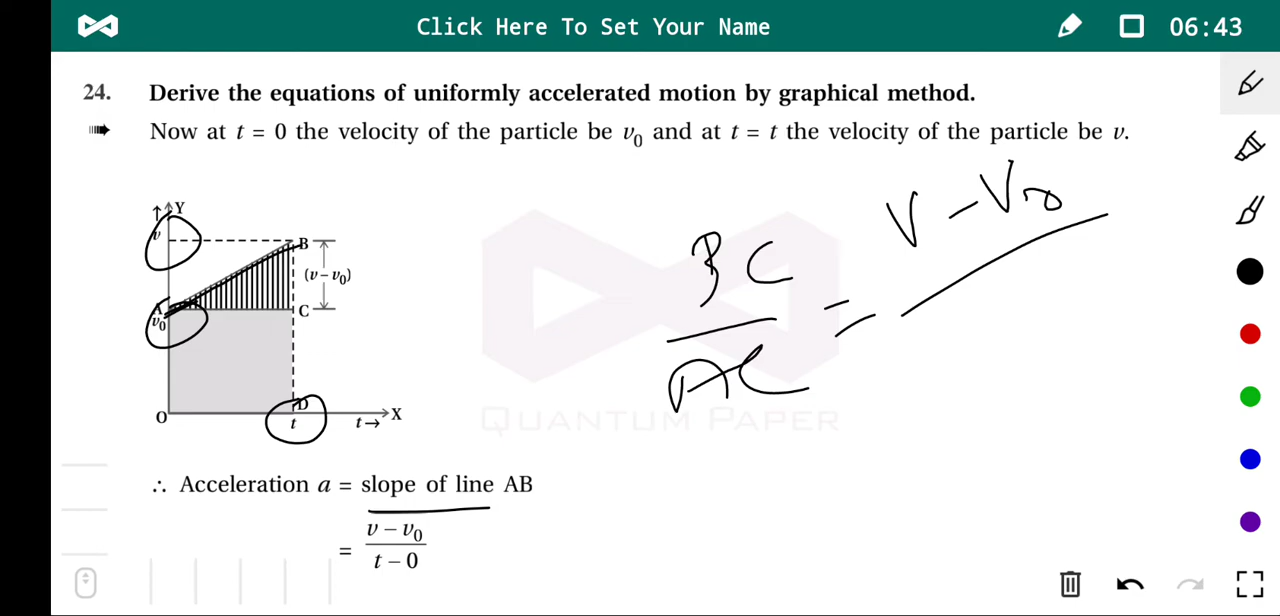 Click Here To Set Your Name
06:43
24. Derive the equations of uniformly accelerated motion by graphical method.
Now at t = 0 the velocity of the particle be v₀ and at t = t the velocity of the particle be v.
Y
v
B
(v – v₀)
A
v₀
C
O
D
t
t→ X
BC
AC
=
V – V₀
QUANTUM PAPER
∴ Acceleration a = slope of line AB
= v – v₀
t – 0